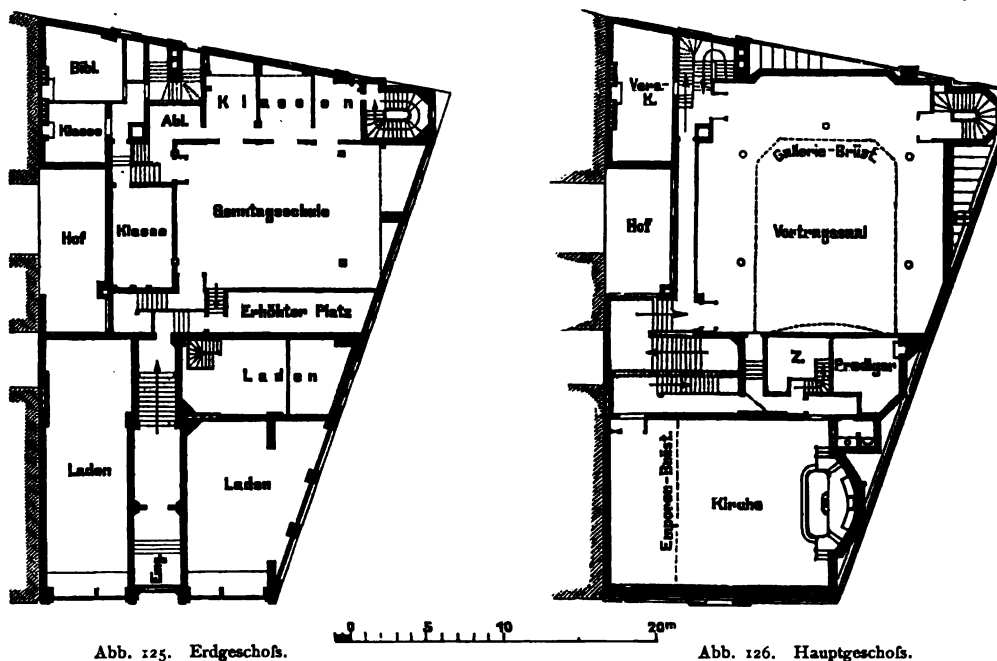 Bibl.
Klassen
Abl.
Klasse
Sonntagsschule
Klasse
Hof
Erhöhter Platz
Laden
Laden
Laden
Eing.
Vers.-
K.
Gallerie-Brüst.
Hof
Vortragssaal
Z.
Prediger
Emporen-Brüst.
Kirche
0 5 10 20m
Abb. 125. Erdgeschoſs.
Abb. 126. Hauptgeschoſs.